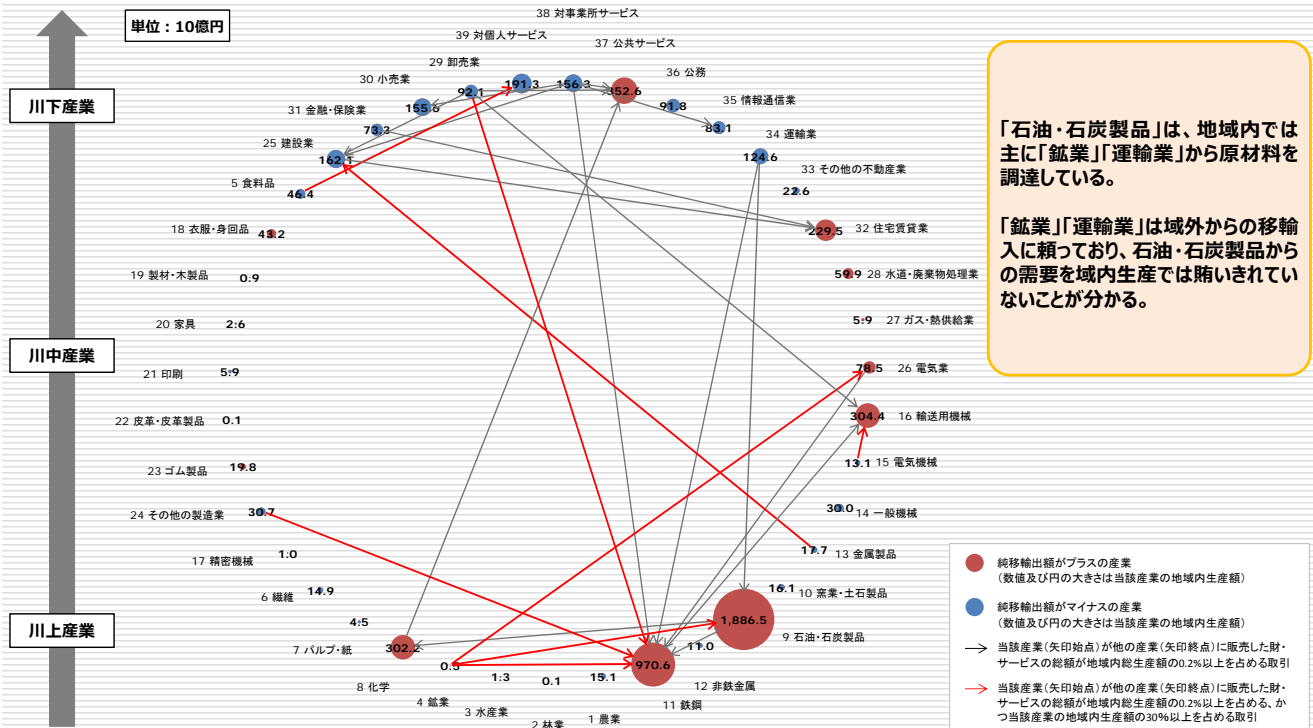 単位：10億円
38 対事業所サービス
39 対個人サービス
37 公共サービス
29 卸売業
36 公務
30 小売業
35 情報通信業
31 金融・保険業
34 運輸業
25 建設業
33 その他の不動産業
5 食料品
32 住宅賃貸業
18 衣服・身回品
28 水道・廃棄物処理業
19 製材・木製品
27 ガス・熱供給業
20 家具
26 電気業
21 印刷
16 輸送用機械
22 皮革・皮革製品
15 電気機械
23 ゴム製品
14 一般機械
24 その他の製造業
13 金属製品
17 精密機械
10 窯業・土石製品
6 繊維
9 石油・石炭製品
7 パルプ・紙
12 非鉄金属
8 化学
11 鉄鋼
4 鉱業
3 水産業
2 林業
1 農業
191.3
156.3
352.6
92.1
91.8
155.6
83.1
73.3
124.6
162.1
22.6
46.4
229.5
43.2
59.9
0.9
5.9
2.6
78.5
5.9
304.4
0.1
13.1
19.8
30.0
30.7
17.7
1.0
16.1
14.9
1,886.5
4.5
302.2
11.0
970.6
0.5
1.3
0.1
15.1
川下産業
川中産業
川上産業
「石油・石炭製品」は、地域内では
主に「鉱業」「運輸業」から原材料を
調達している。
「鉱業」「運輸業」は域外からの移輸
入に頼っており、石油・石炭製品から
の需要を域内生産では賄いきれてい
ないことが分かる。
純移輸出額がプラスの産業
（数値及び円の大きさは当該産業の地域内生産額）
純移輸出額がマイナスの産業
（数値及び円の大きさは当該産業の地域内生産額）
当該産業（矢印始点）が他の産業（矢印終点）に販売した財・
サービスの総額が地域内総生産額の0.2%以上を占める取引
当該産業（矢印始点）が他の産業（矢印終点）に販売した財・
サービスの総額が地域内総生産額の0.2%以上を占める、か
つ当該産業の地域内生産額の30%以上を占める取引